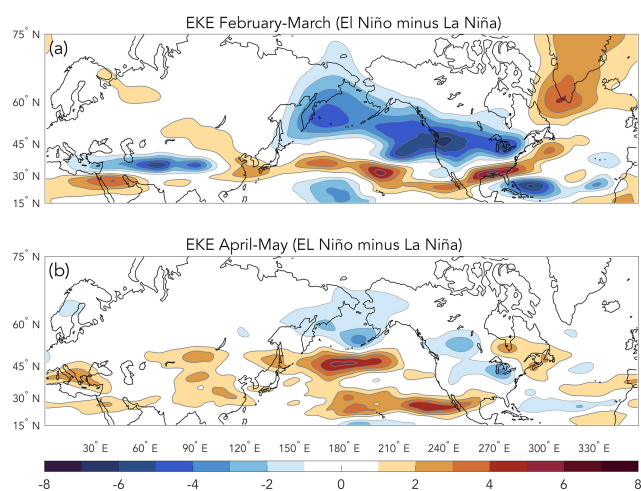 EKE February-March (El Niño minus La Niña)
(a)
75° N
60° N
45° N
30° N
15° N
EKE April-May (EL Niño minus La Niña)
(b)
75° N
60° N
45° N
30° N
15° N
30° E 60° E 90° E 120° E 150° E 180° E 210° E 240° E 270° E 300° E 330° E
-8 -6 -4 -2 0 2 4 6 8